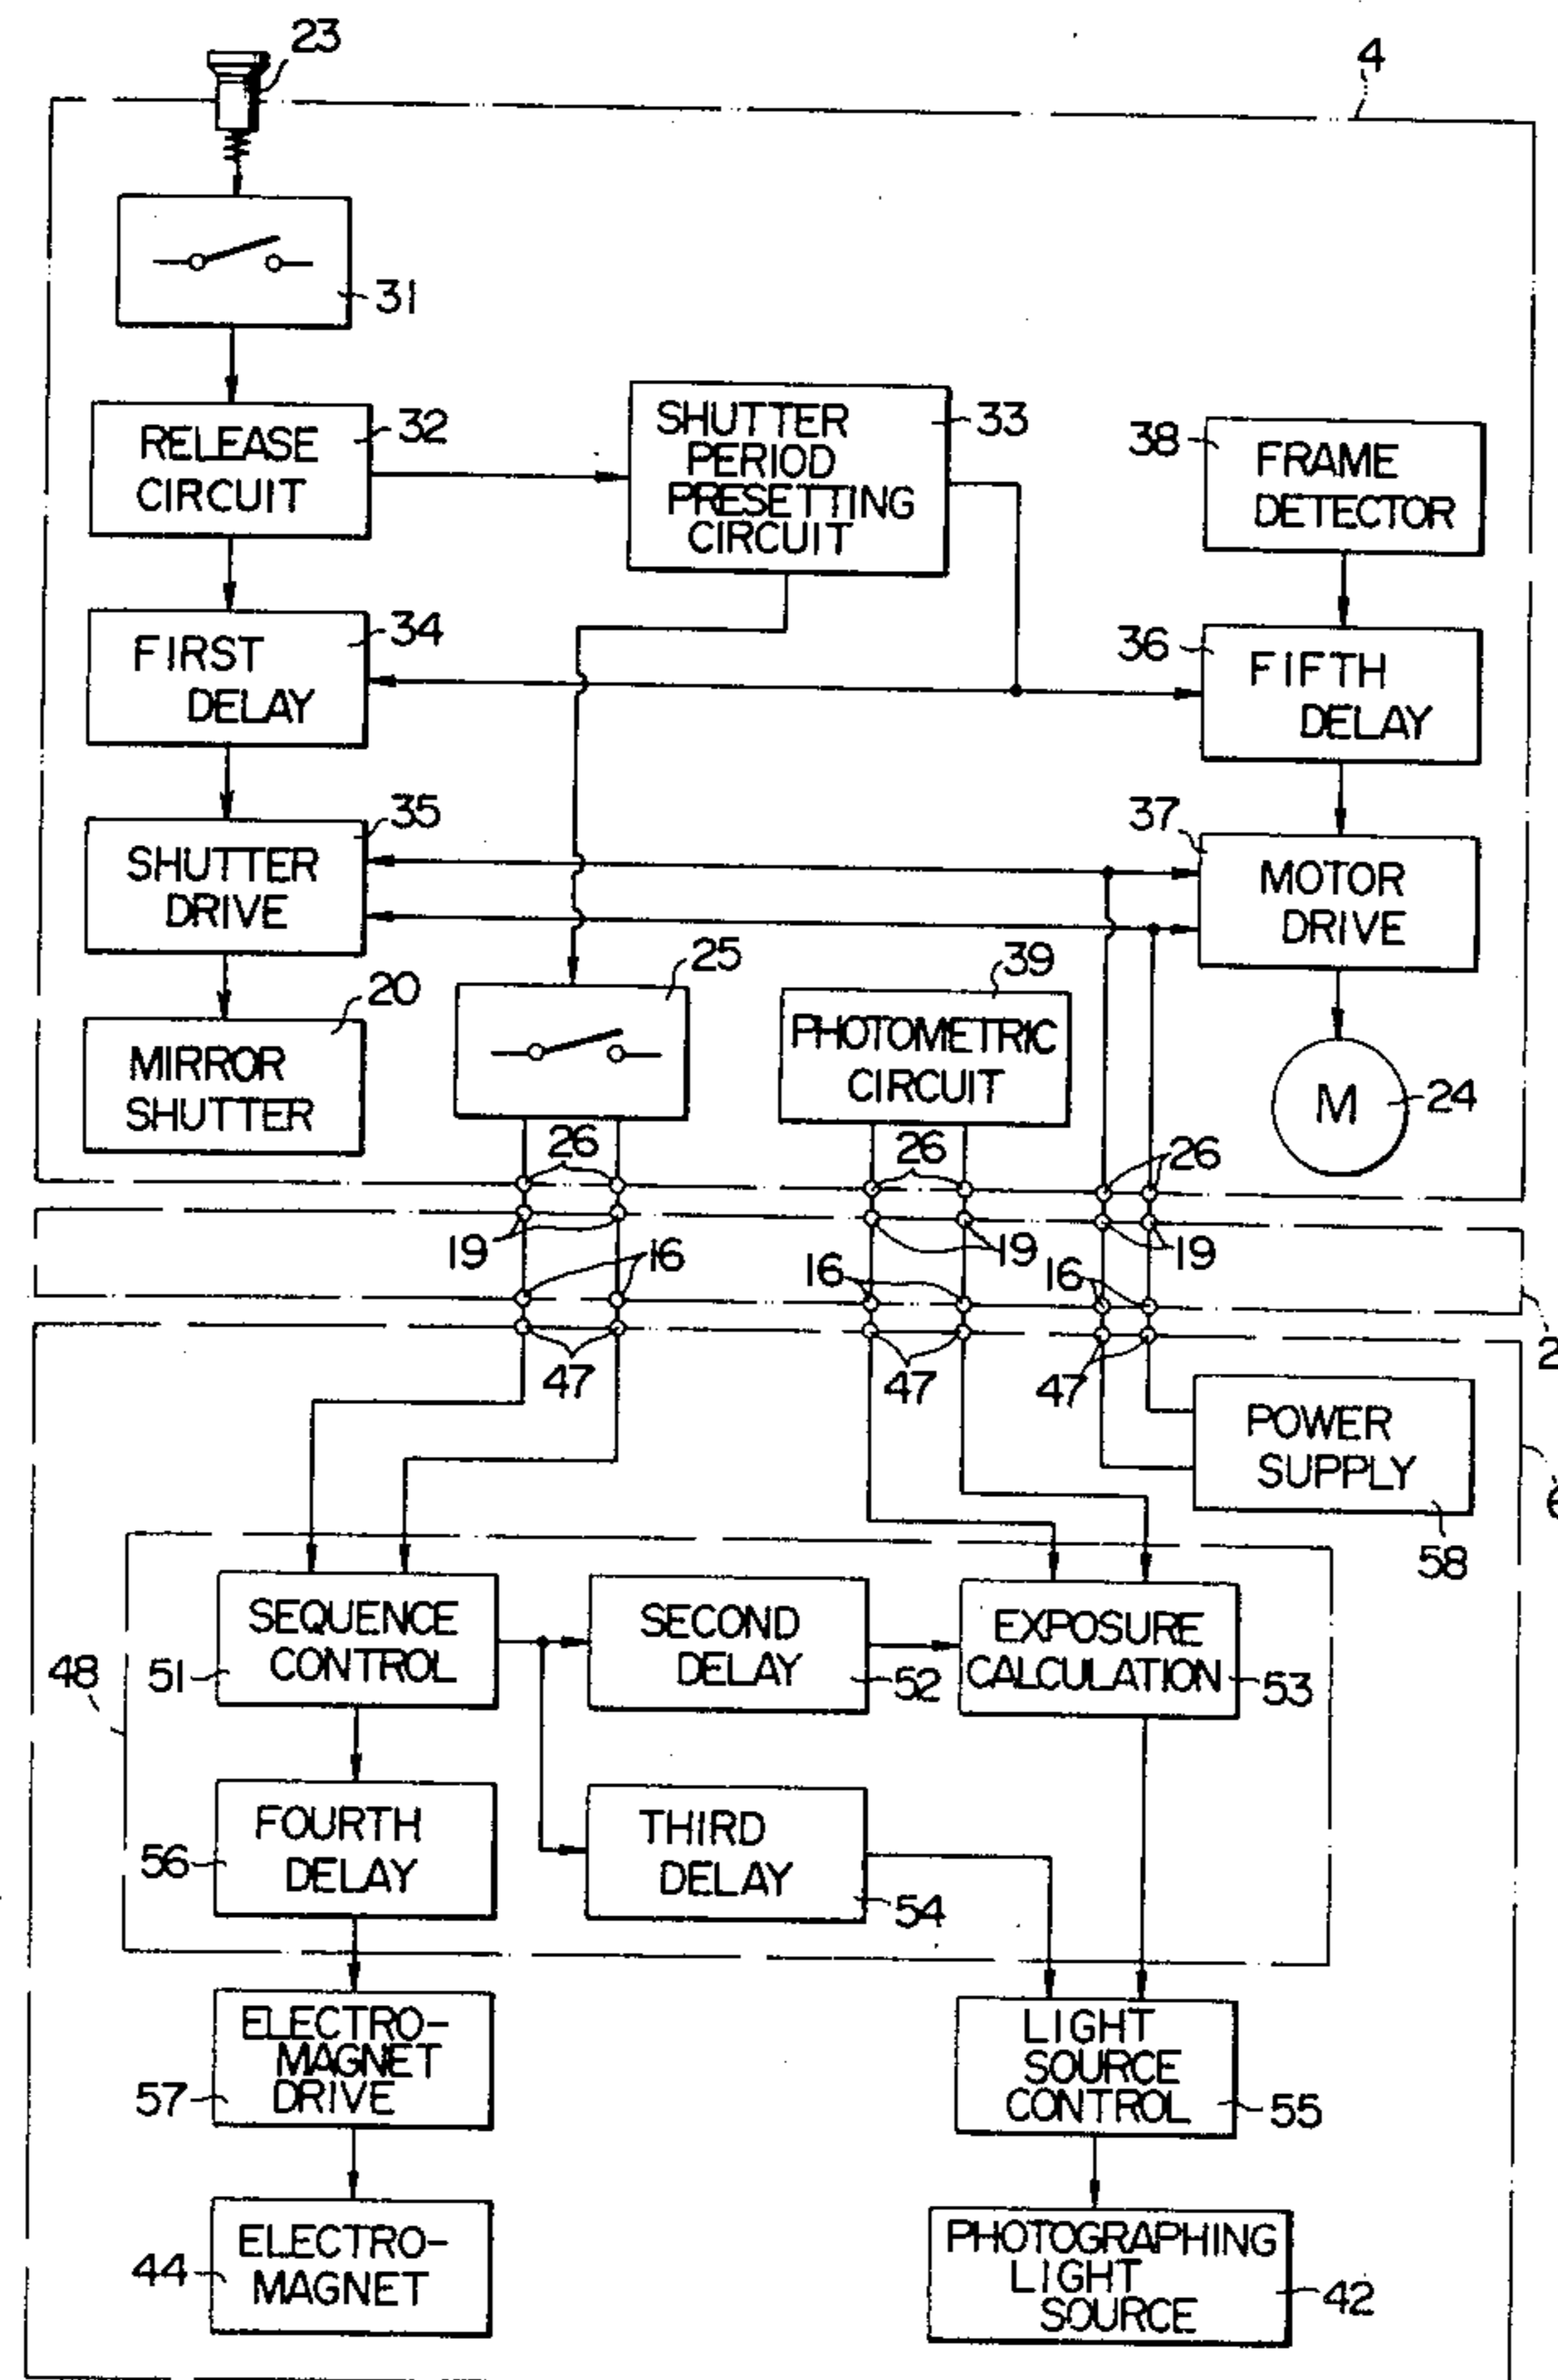 23
4
31
RELEASE
CIRCUIT
32
SHUTTER
PERIOD
PRESETTING
CIRCUIT
33
38
FRAME
DETECTOR
FIRST
DELAY
34
36
FIFTH
DELAY
SHUTTER
DRIVE
35
37
MOTOR
DRIVE
MIRROR
SHUTTER
20
25
PHOTOMETRIC
CIRCUIT
39
M
24
26
26
26
19
19
19
16
16
16
2
47
47
47
POWER
SUPPLY
58
6
48
SEQUENCE
CONTROL
51
SECOND
DELAY
52
EXPOSURE
CALCULATION
53
FOURTH
DELAY
56
THIRD
DELAY
54
ELECTRO-
MAGNET
DRIVE
57
LIGHT
SOURCE
CONTROL
55
ELECTRO-
MAGNET
44
PHOTOGRAPHING
LIGHT
SOURCE
42